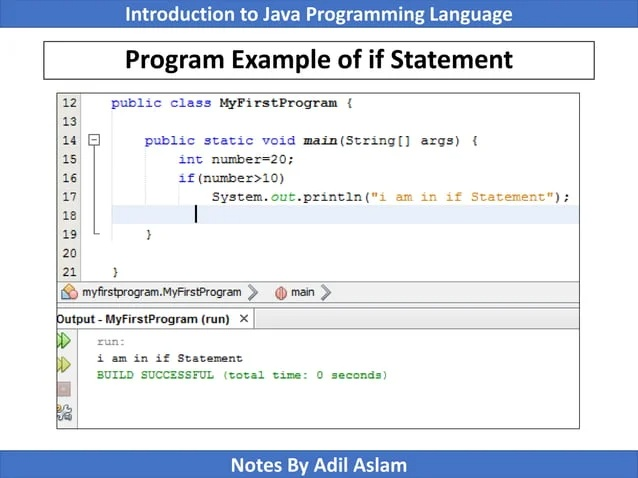 Introduction to Java Programming Language
Program Example of if Statement
12 public class MyFirstProgram {
13
14 public static void main(String[] args) {
15 int number=20;
16 if(number>10)
17 System.out.println("i am in if Statement");
18
19 }
20
21 }
myfirstprogram.MyFirstProgram main
Output - MyFirstProgram (run) ×
run:
i am in if Statement
BUILD SUCCESSFUL (total time: 0 seconds)
Notes By Adil Aslam